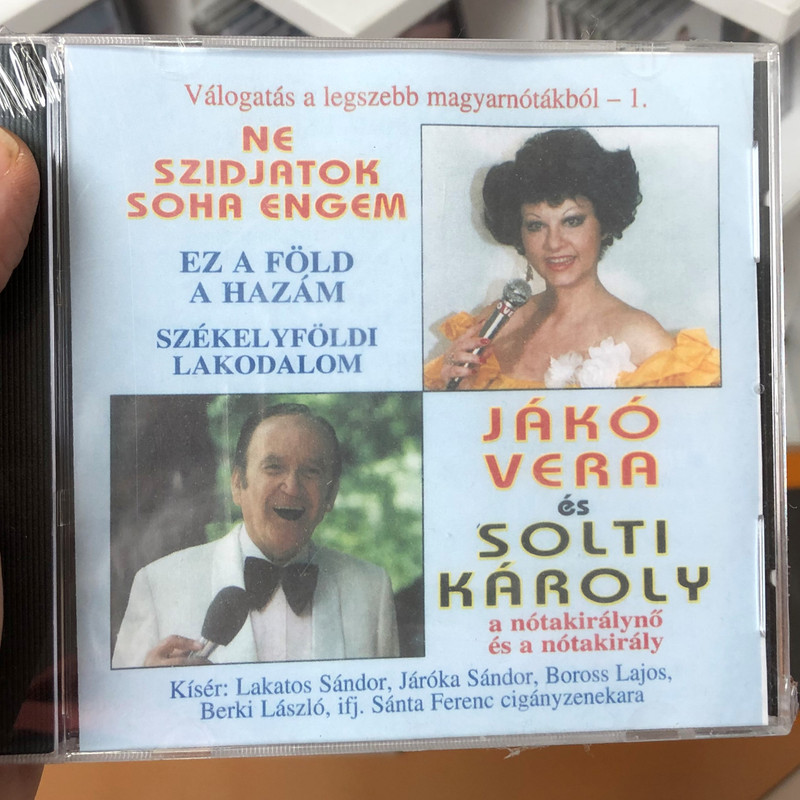 Válogatás a legszebb magyarnótákból – 1.
NE
SZIDJATOK
SOHA ENGEM
EZ A FÖLD
A HAZÁM
SZÉKELYFÖLDI
LAKODALOM
JÁKÓ
VERA
és
SOLTI
KÁROLY
a nótakirálynő
és a nótakirály
Kísér: Lakatos Sándor, Járóka Sándor, Boross Lajos,
Berki László, ifj. Sánta Ferenc cigányzenekara